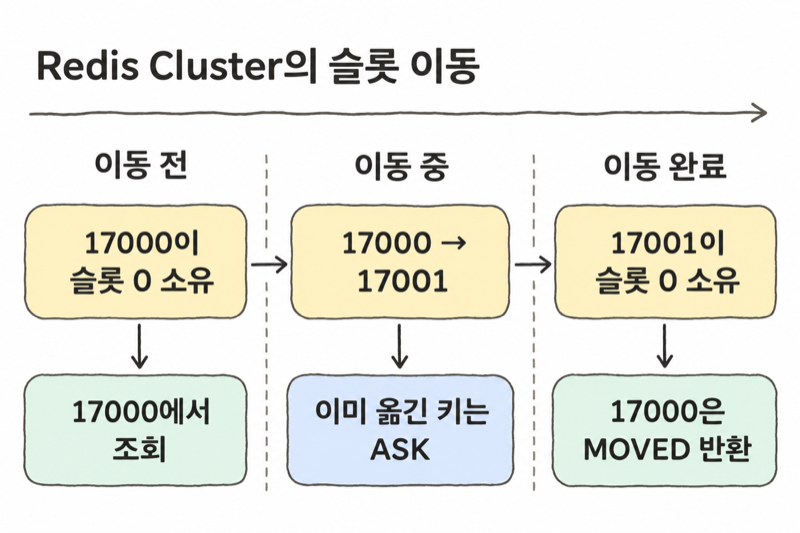 Redis Cluster의 슬롯 이동
이동 전
이동 중
이동 완료
17000이
슬롯 0 소유
17000 →
17001
17001이
슬롯 0 소유
17000에서
조회
이미 옮긴 키는
ASK
17000은
MOVED 반환